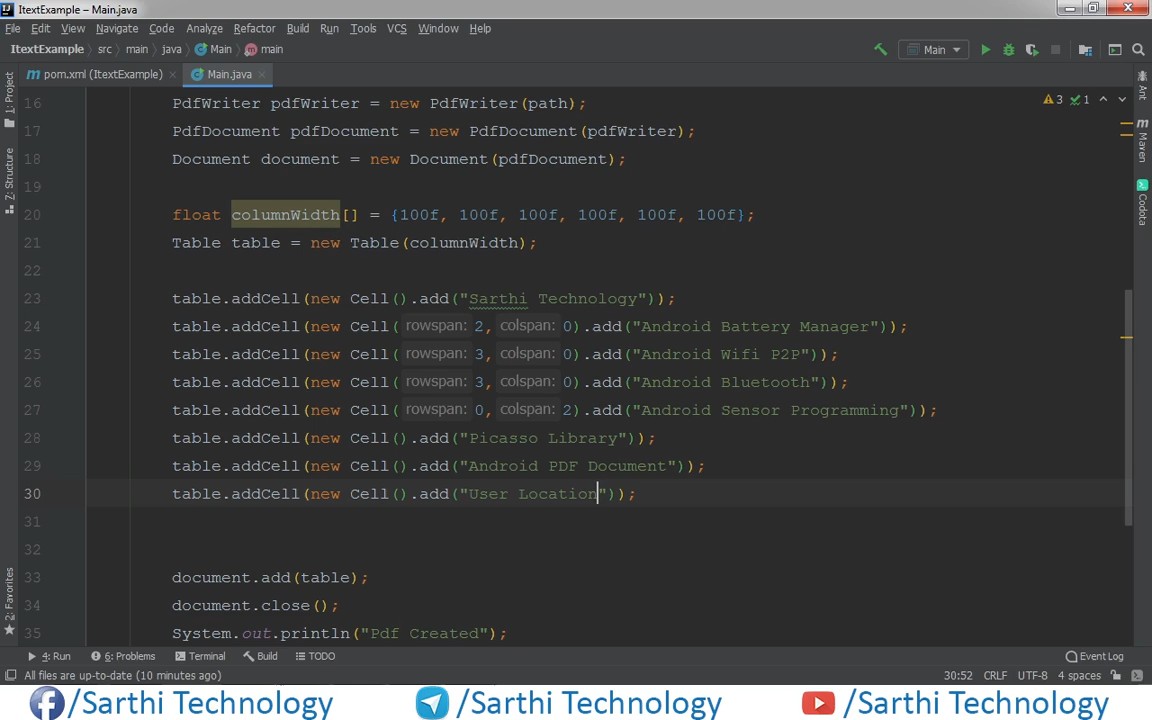 ItextExample – Main.java
File Edit View Navigate Code Analyze Refactor Build Run Tools VCS Window Help
ItextExample src main java Main main Main
pom.xml (ItextExample) Main.java
1: Project
Z: Structure
2: Favorites
3 1
16 PdfWriter pdfWriter = new PdfWriter(path);
17 PdfDocument pdfDocument = new PdfDocument(pdfWriter);
18 Document document = new Document(pdfDocument);
19
20 float columnWidth[] = {100f, 100f, 100f, 100f, 100f, 100f};
21 Table table = new Table(columnWidth);
22
23 table.addCell(new Cell().add("Sarthi Technology"));
24 table.addCell(new Cell( rowspan: 2, colspan: 0).add("Android Battery Manager"));
25 table.addCell(new Cell( rowspan: 3, colspan: 0).add("Android Wifi P2P"));
26 table.addCell(new Cell( rowspan: 3, colspan: 0).add("Android Bluetooth"));
27 table.addCell(new Cell( rowspan: 0, colspan: 2).add("Android Sensor Programming"));
28 table.addCell(new Cell().add("Picasso Library"));
29 table.addCell(new Cell().add("Android PDF Document"));
30 table.addCell(new Cell().add("User Location"));
31
32
33 document.add(table);
34 document.close();
35 System.out.println("Pdf Created");
Ant
Maven
Codota
4: Run 6: Problems Terminal Build TODO Event Log
All files are up-to-date (10 minutes ago) 30:52 CRLF UTF-8 4 spaces
/Sarthi Technology /Sarthi Technology /Sarthi Technology